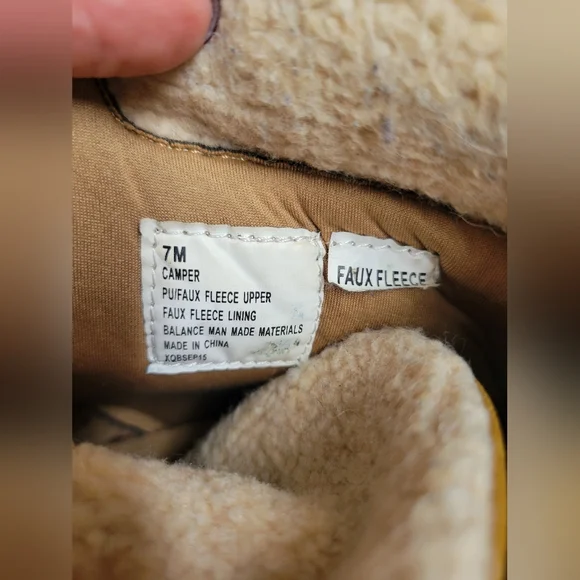 7M
CAMPER
PU/FAUX FLEECE UPPER
FAUX FLEECE LINING
BALANCE MAN MADE MATERIALS
MADE IN CHINA
XQBSEP15
FAUX FLEECE